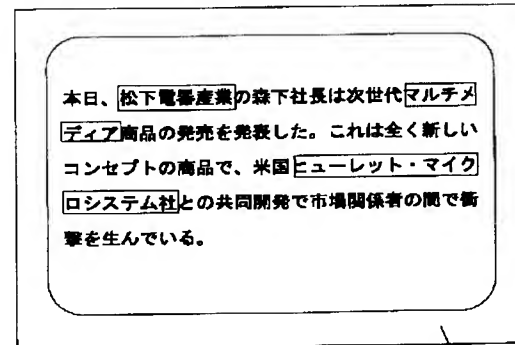 本日、松下電器産業の森下社長は次世代マルチメ
ディア商品の発売を発表した。これは全く新しい
コンセプトの商品で、米国ヒューレット・マイク
ロシステム社との共同開発で市場関係者の間で衝
撃を生んでいる。